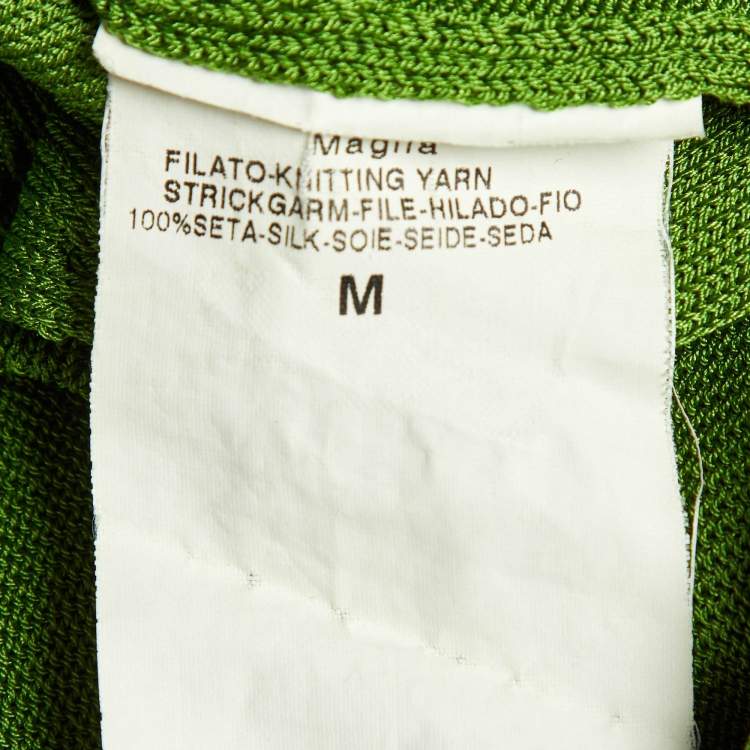 Maglia
FILATO-KNITTING YARN
STRICKGARM-FILE-HILADO-FIO
100%SETA-SILK-SOIE-SEIDE-SEDA
M